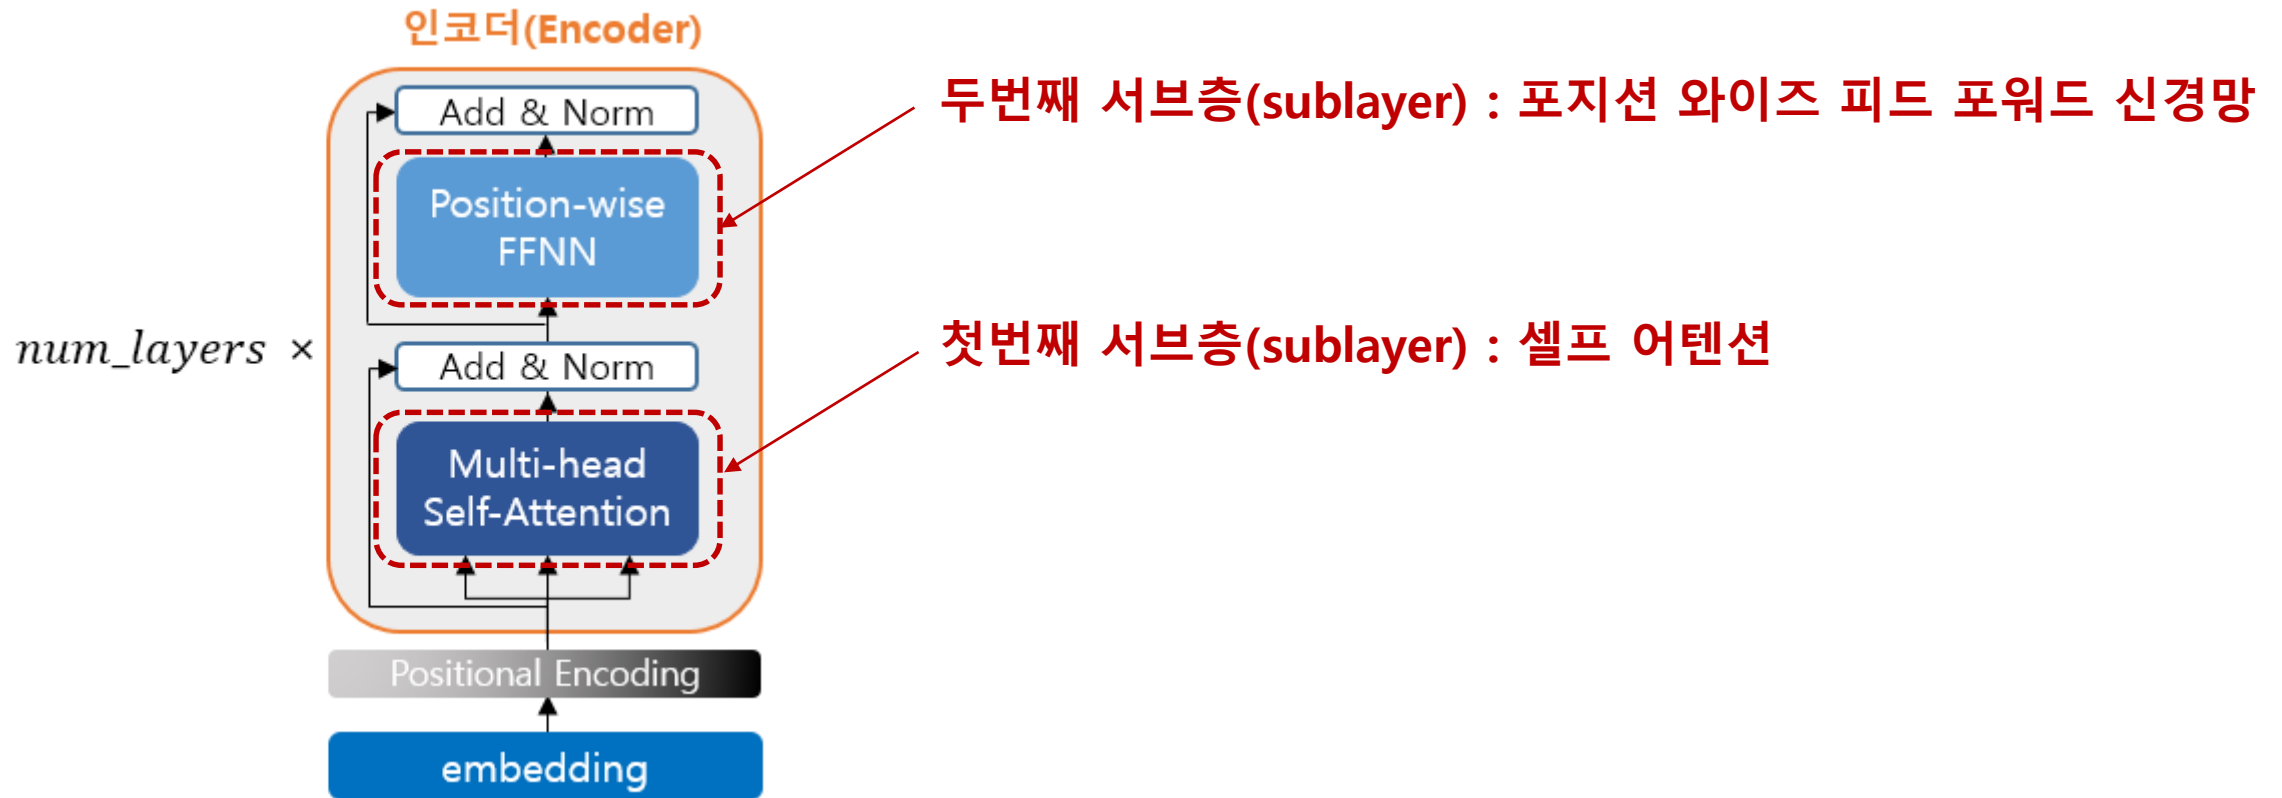 인코더(Encoder)
Add & Norm
두번째 서브층(sublayer) : 포지션 와이즈 피드 포워드 신경망
Position-wise
FFNN
num_layers ×
Add & Norm
첫번째 서브층(sublayer) : 셀프 어텐션
Multi-head
Self-Attention
Positional Encoding
embedding